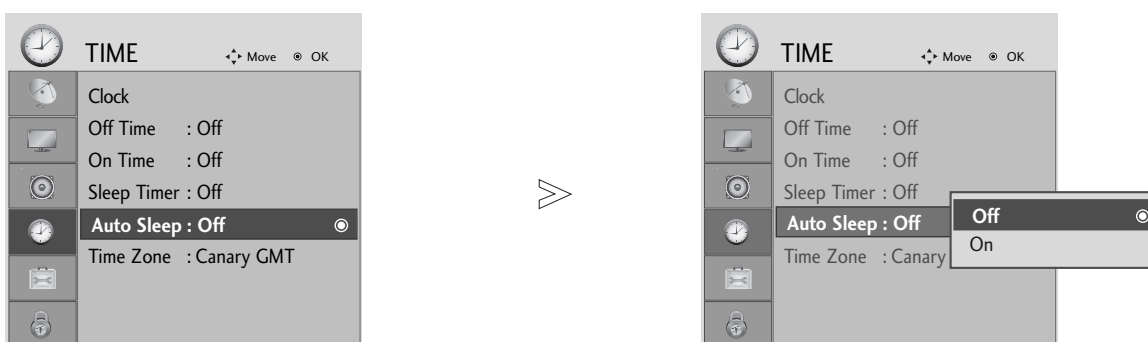 TIME
Move OK
Clock
Off Time : Off
On Time : Off
Sleep Timer : Off
Auto Sleep : Off
Time Zone : Canary GMT
TIME
Move OK
Clock
Off Time : Off
On Time : Off
Sleep Timer : Off
Auto Sleep : Off
Time Zone : Canary
Off
On